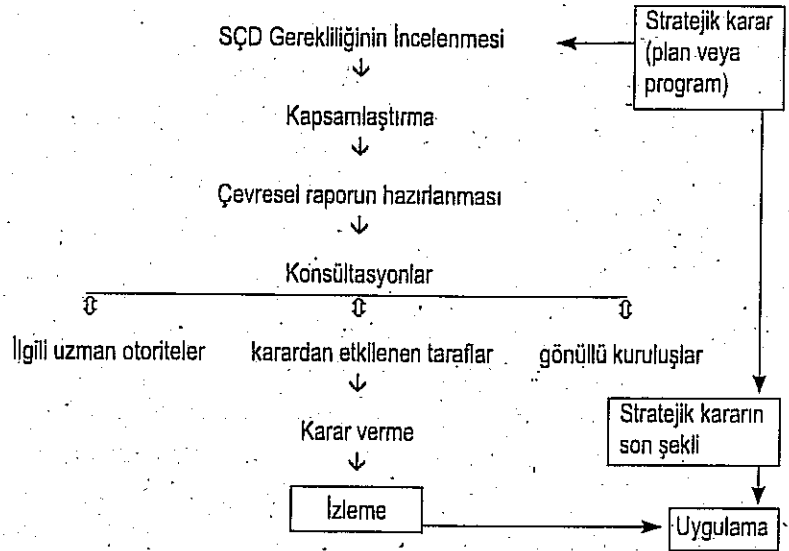 SÇD Gerekliliğinin İncelenmesi
Stratejik karar
(plan veya
program)
Kapsamlaştırma
Çevresel raporun hazırlanması
Konsültasyonlar
İlgili uzman otoriteler
karardan etkilenen taraflar
gönüllü kuruluşlar
Karar verme
Stratejik kararın
son şekli
İzleme
Uygulama